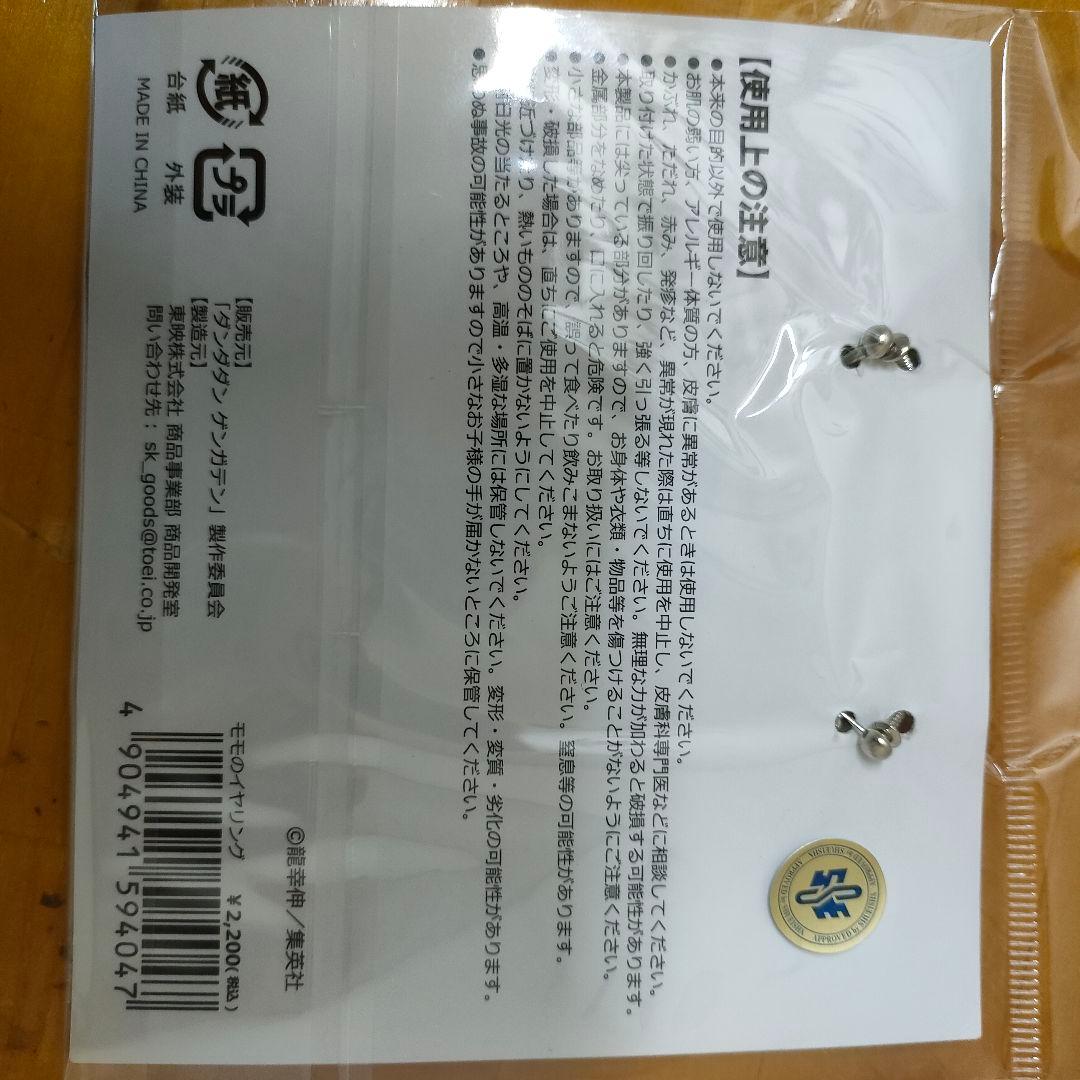 【使用上の注意】
●本来の目的以外で使用しないでください。
●お肌の弱い方、アレルギー体質の方、皮膚に異常があるときは使用しないでください。
●かぶれ、ただれ、赤み、発疹など、異常が現れた際は直ちに使用を中止し、皮膚科専門医などに相談してください。
●取り付けた状態で振り回したり、強く引っ張る等しないでください。無理な力が加わると破損する可能性があります。
●本製品には尖っている部分がありますので、お身体や衣類・物品等を傷つけることがないようにご注意ください。
●金属部分をなめたり、口に入れると危険です。お取り扱いにはご注意ください。
●小さな部品等がありますので、誤って食べたり飲みこまないようご注意ください。窒息等の可能性があります。
●変形・破損した場合は、直ちにご使用を中止してください。
近づけたり、熱いもののそばに置かないようにしてください。
日光の当たるところや、高温・多湿な場所には保管しないでください。変形・変質・劣化の可能性があります。
●思わぬ事故の可能性がありますので小さなお子様の手が届かないところに保管してください。
©龍幸伸／集英社
【販売元】
「ダンダダン ゲンガテン」製作委員会
【製造元】
東映株式会社 商品事業部 商品開発室
問い合わせ先：sk_goods@toei.co.jp
モモのイヤリング ￥2,200(税込)
4 904941 594047
紙 プラ
台紙 外装
MADE IN CHINA
APPROVED by SHUEISHA APPROVED by SHUEISHA APPROVED by SHUEISHA